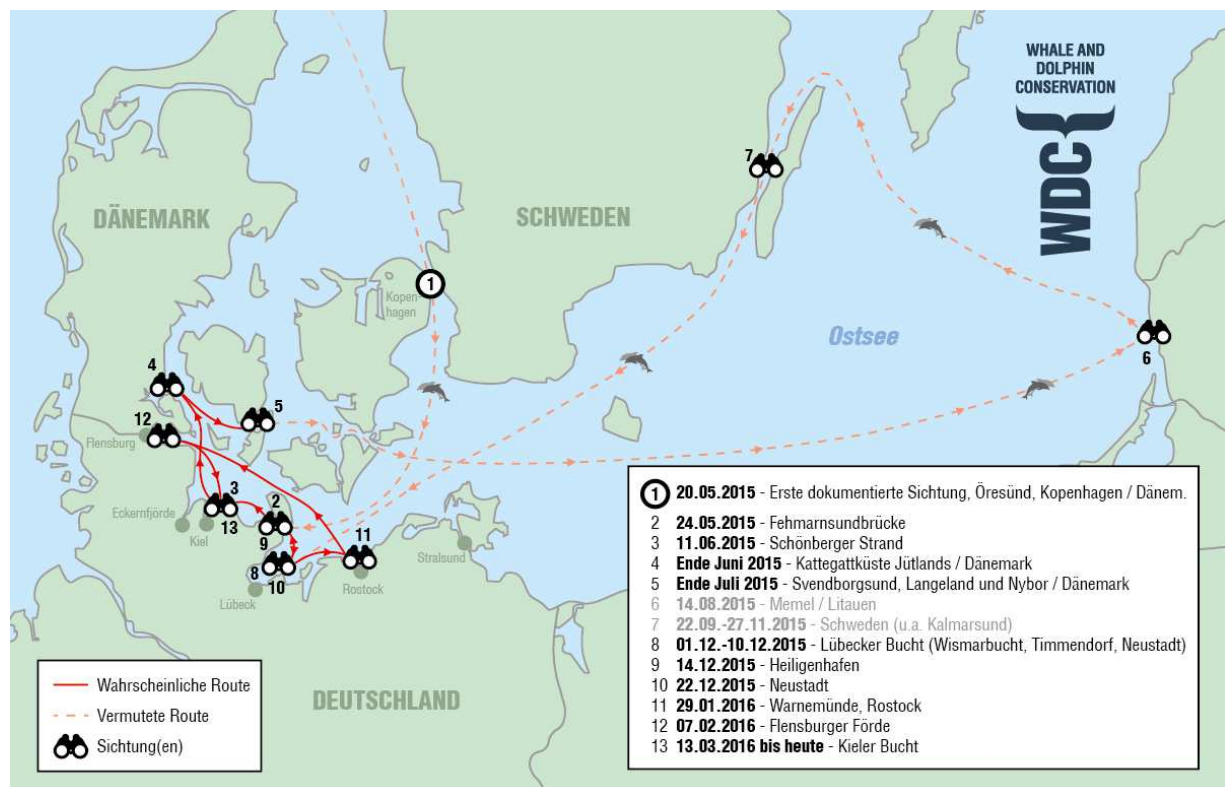 WHALE AND
DOLPHIN
CONSERVATION
WDC
DÄNEMARK
SCHWEDEN
7
1
Kopen-
hagen
Ostsee
6
4
5
12
Flensburg
3
2
Eckernfjörde
13
Kiel
9
11
8
10
Lübeck
Rostock
Stralsund
DEUTSCHLAND
Wahrscheinliche Route
Vermutete Route
Sichtung(en)
1 20.05.2015 - Erste dokumentierte Sichtung, Öresünd, Kopenhagen / Dänem.
2 24.05.2015 - Fehmarnsundbrücke
3 11.06.2015 - Schönberger Strand
4 Ende Juni 2015 - Kattegattküste Jütlands / Dänemark
5 Ende Juli 2015 - Svendborgsund, Langeland und Nybor / Dänemark
6 14.08.2015 - Memel / Litauen
7 22.09.-27.11.2015 - Schweden (u.a. Kalmarsund)
8 01.12.-10.12.2015 - Lübecker Bucht (Wismarbucht, Timmendorf, Neustadt)
9 14.12.2015 - Heiligenhafen
10 22.12.2015 - Neustadt
11 29.01.2016 - Warnemünde, Rostock
12 07.02.2016 - Flensburger Förde
13 13.03.2016 bis heute - Kieler Bucht